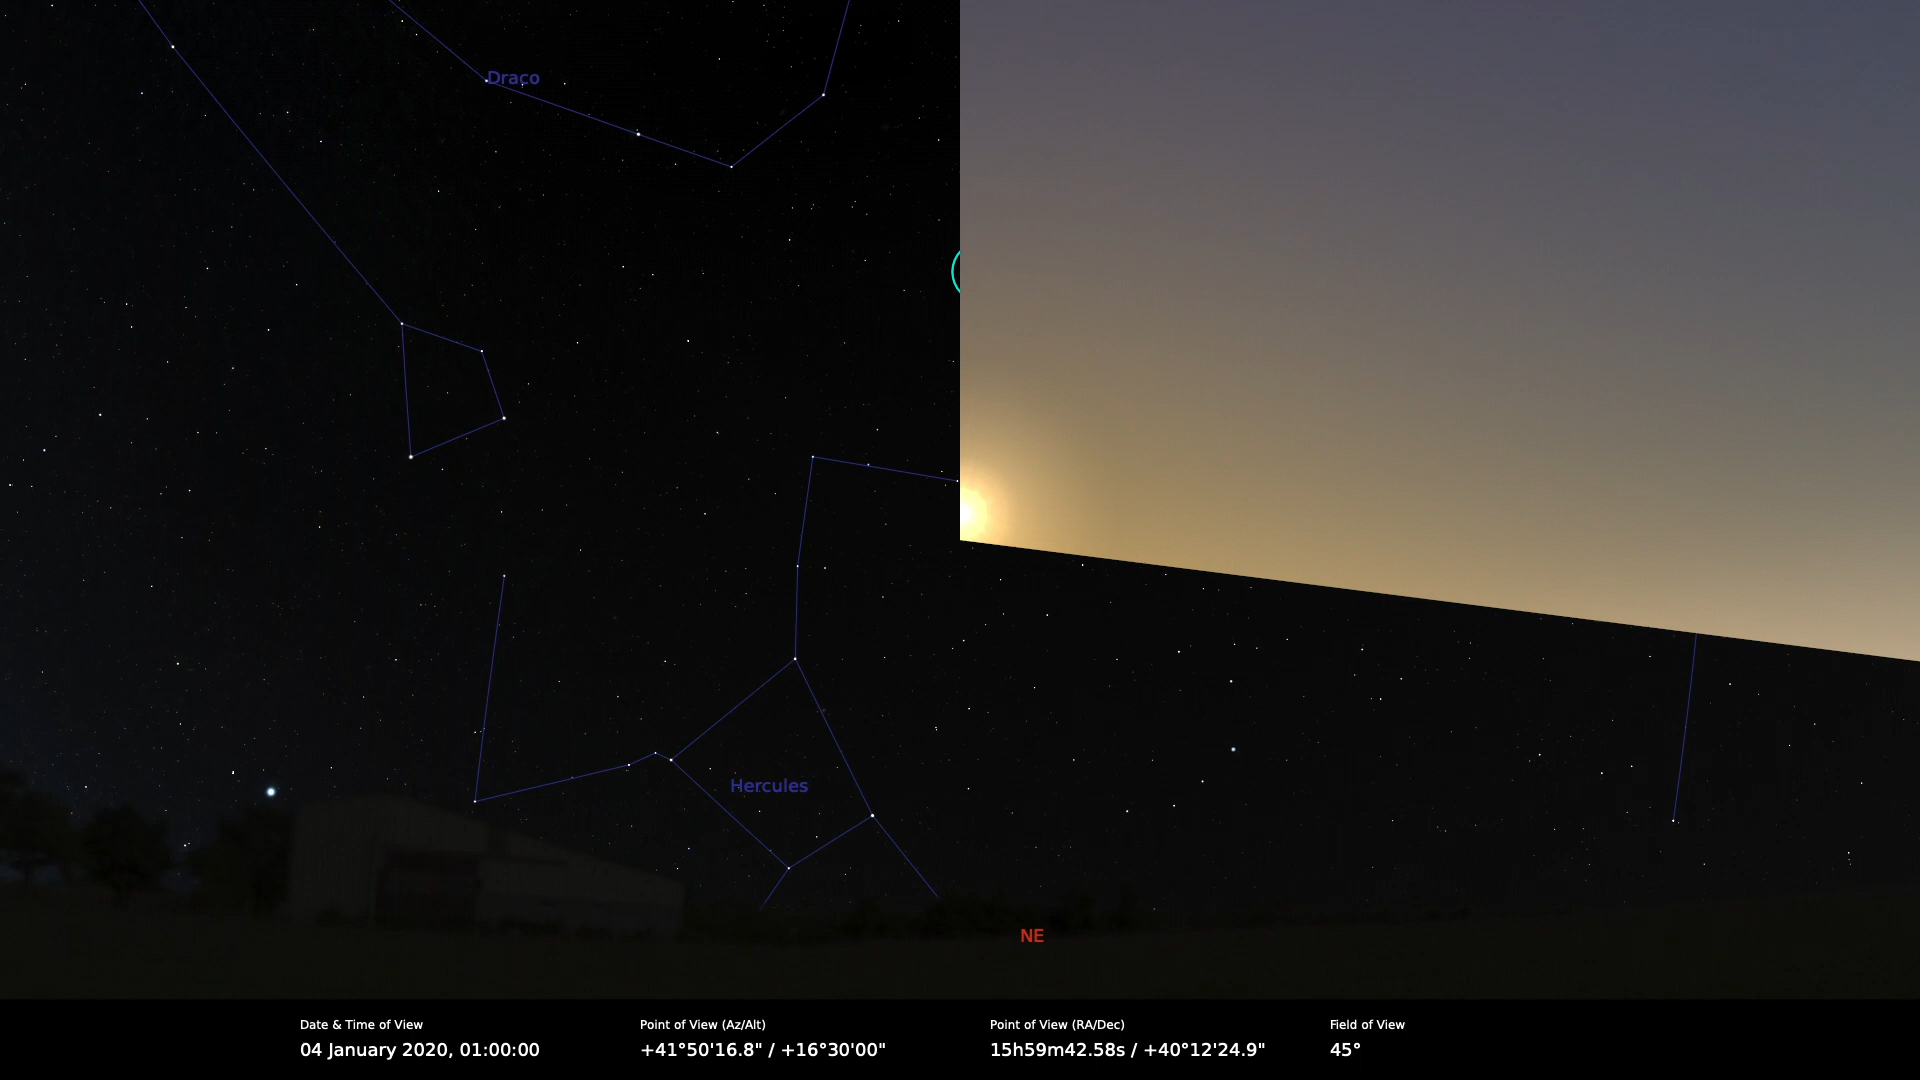 Draco
Hercules
NE
Date & Time of View
04 January 2020, 01:00:00
Point of View (Az/Alt)
+41°50'16.8" / +16°30'00"
Point of View (RA/Dec)
15h59m42.58s / +40°12'24.9"
Field of View
45°